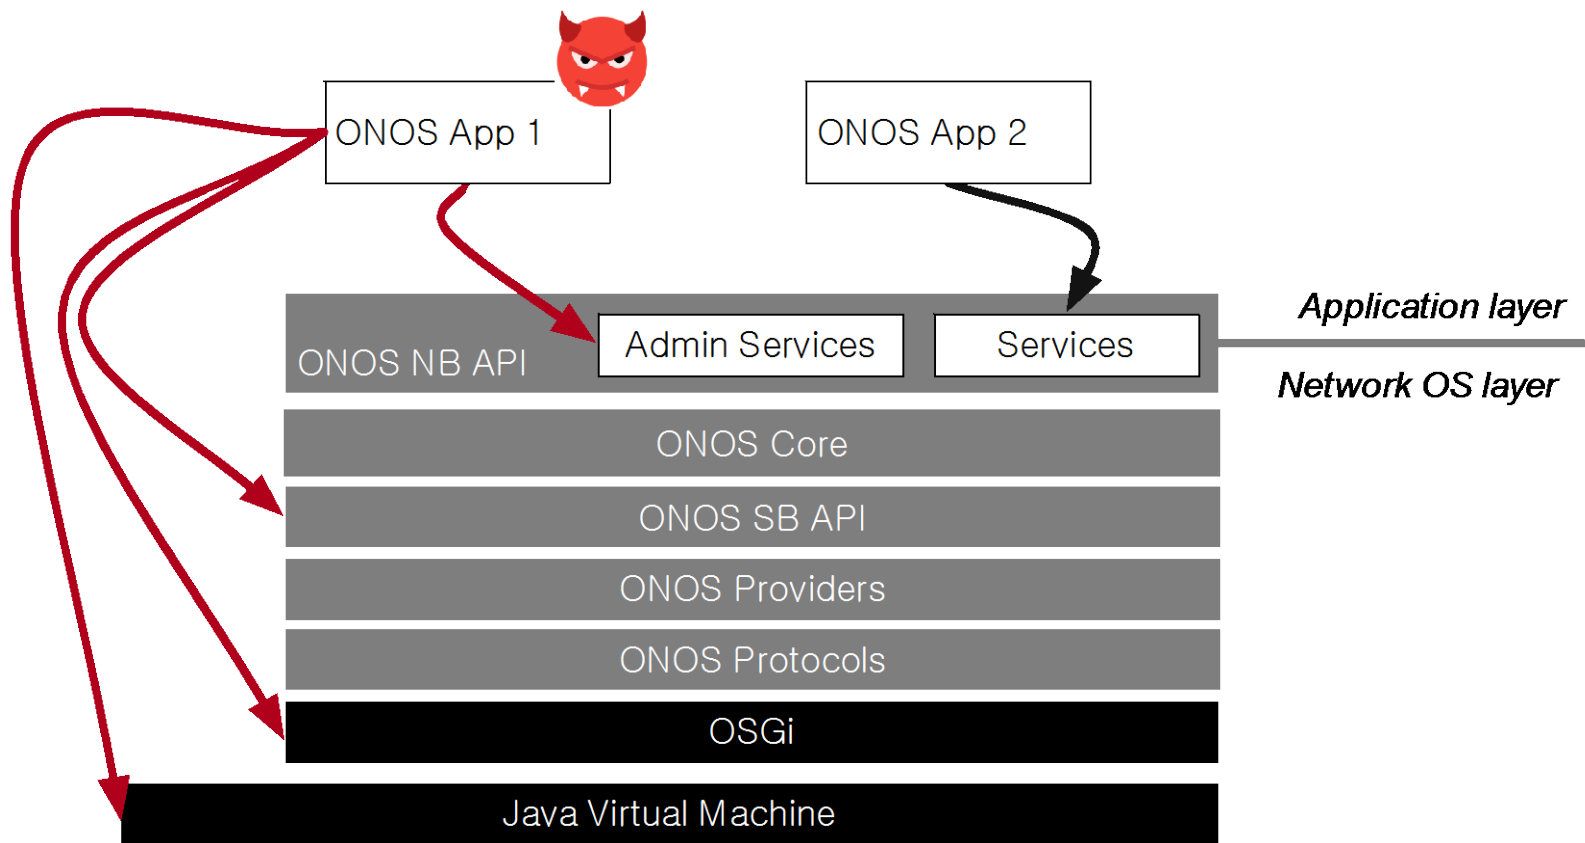 ONOS App 1
ONOS App 2
Application layer
Admin Services
Services
ONOS NB API
Network OS layer
ONOS Core
ONOS SB API
ONOS Providers
ONOS Protocols
OSGi
Java Virtual Machine